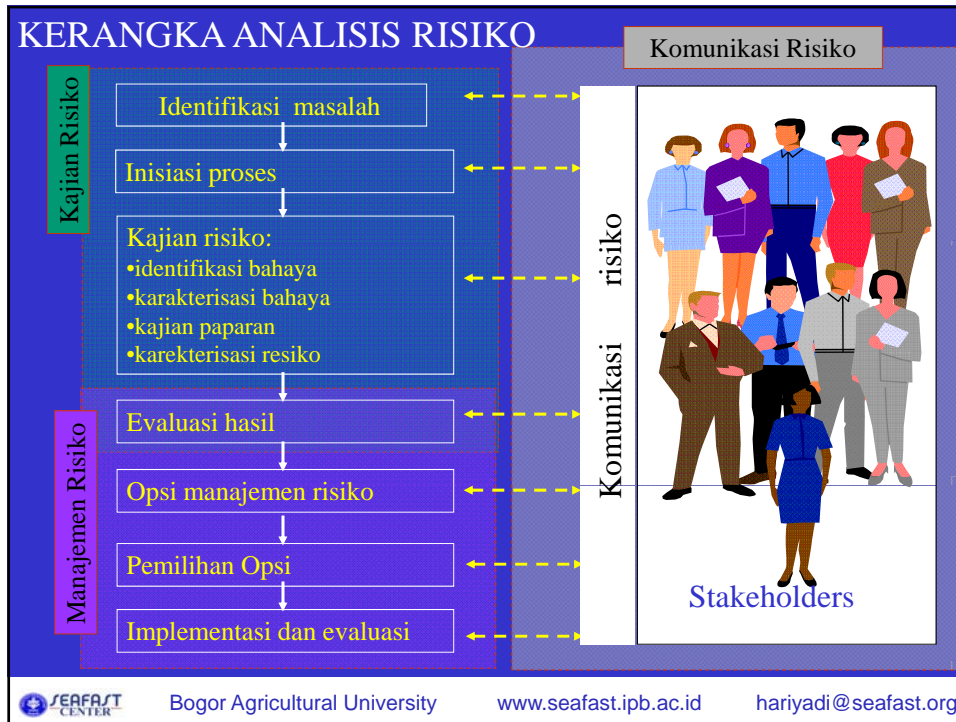 KERANGKA ANALISIS RISIKO
Komunikasi Risiko
Kajian Risiko
Identifikasi masalah
Inisiasi proses
Kajian risiko:
•identifikasi bahaya
•karakterisasi bahaya
•kajian paparan
•karekterisasi resiko
Manajemen Risiko
Evaluasi hasil
Opsi manajemen risiko
Pemilihan Opsi
Implementasi dan evaluasi
Komunikasi risiko
Stakeholders
SEAFAST
CENTER
Bogor Agricultural University www.seafast.ipb.ac.id hariyadi@seafast.org